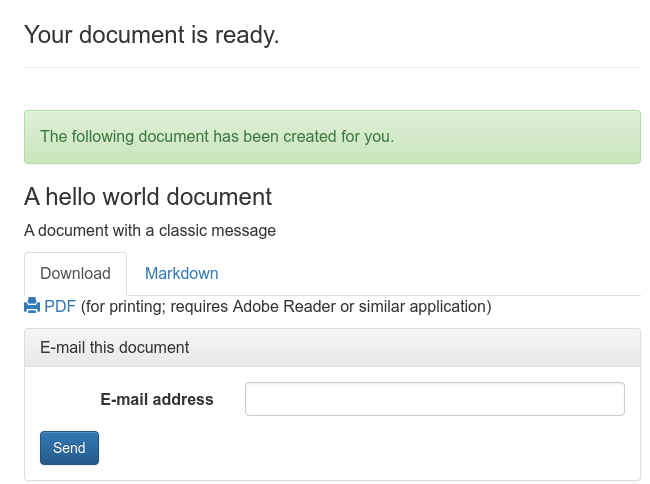 Your document is ready.
The following document has been created for you.
A hello world document
A document with a classic message
Download Markdown
PDF (for printing; requires Adobe Reader or similar application)
E-mail this document
E-mail address
Send